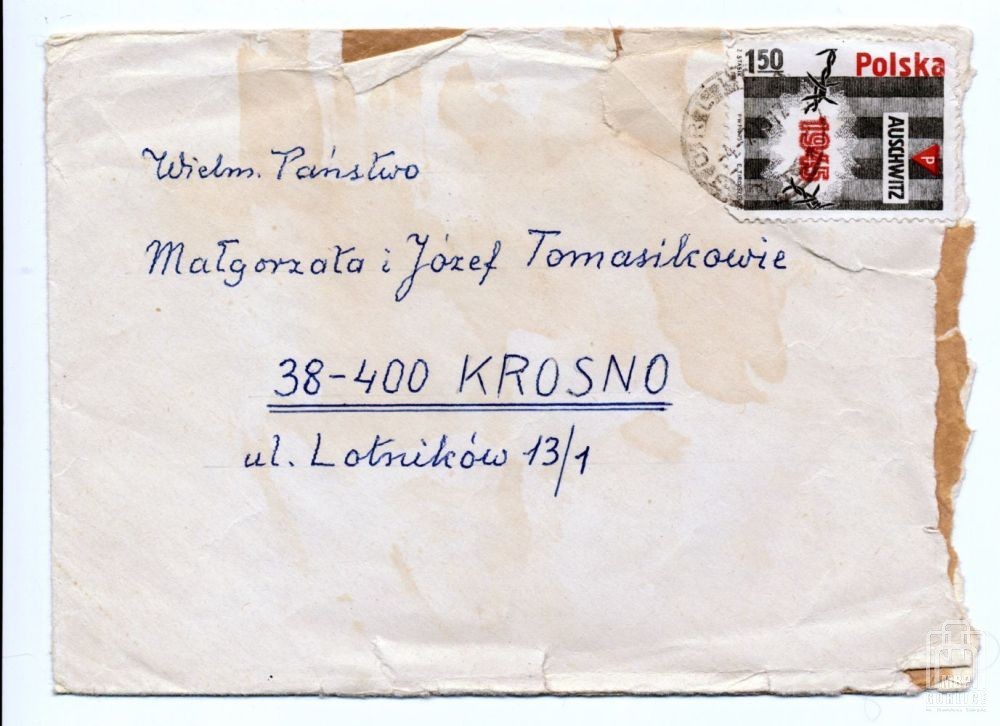 1,50 Polska
1945
AUSCHWITZ
P
Wielm. Państwo
Małgorzata i Józef Tomasikowie
38-400 KROSNO
ul. Lotników 13/1